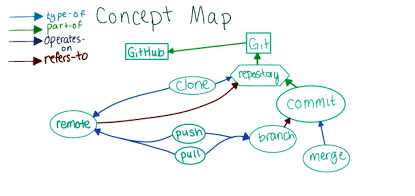 type-of
part-of
operates-
on
refers-to
Concept Map
Git
GitHub
repository
clone
commit
remote
push
pull
branch
merge